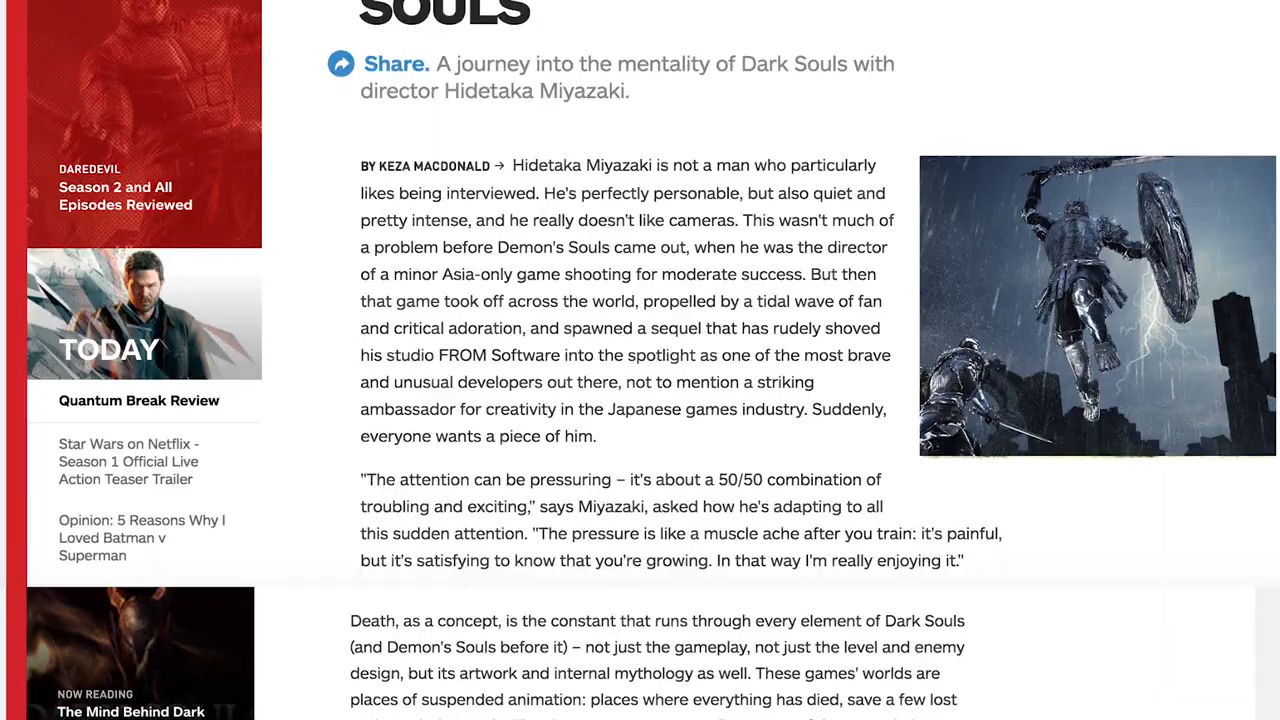 SOULS
Share. A journey into the mentality of Dark Souls with
director Hidetaka Miyazaki.
DAREDEVIL
Season 2 and All
Episodes Reviewed
TODAY
Quantum Break Review
Star Wars on Netflix -
Season 1 Official Live
Action Teaser Trailer
Opinion: 5 Reasons Why I
Loved Batman v
Superman
NOW READING
The Mind Behind Dark
BY KEZA MACDONALD → Hidetaka Miyazaki is not a man who particularly
likes being interviewed. He's perfectly personable, but also quiet and
pretty intense, and he really doesn't like cameras. This wasn't much of
a problem before Demon's Souls came out, when he was the director
of a minor Asia-only game shooting for moderate success. But then
that game took off across the world, propelled by a tidal wave of fan
and critical adoration, and spawned a sequel that has rudely shoved
his studio FROM Software into the spotlight as one of the most brave
and unusual developers out there, not to mention a striking
ambassador for creativity in the Japanese games industry. Suddenly,
everyone wants a piece of him.
"The attention can be pressuring – it's about a 50/50 combination of
troubling and exciting," says Miyazaki, asked how he's adapting to all
this sudden attention. "The pressure is like a muscle ache after you train: it's painful,
but it's satisfying to know that you're growing. In that way I'm really enjoying it."
Death, as a concept, is the constant that runs through every element of Dark Souls
(and Demon's Souls before it) – not just the gameplay, not just the level and enemy
design, but its artwork and internal mythology as well. These games' worlds are
places of suspended animation: places where everything has died, save a few lost